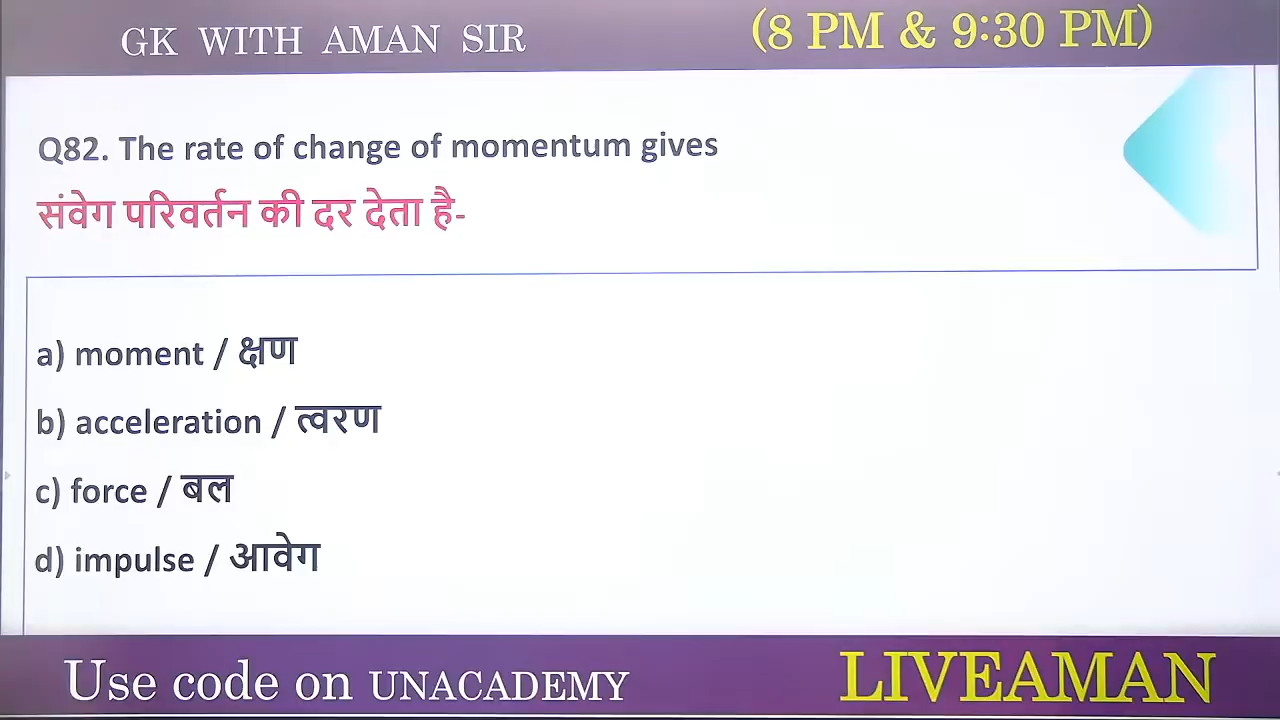 GK WITH AMAN SIR
(8 PM & 9:30 PM)
Q82. The rate of change of momentum gives
संवेग परिवर्तन की दर देता है-
a) moment / क्षण
b) acceleration / त्वरण
c) force / बल
d) impulse / आवेग
Use code on UNACADEMY
LIVEAMAN